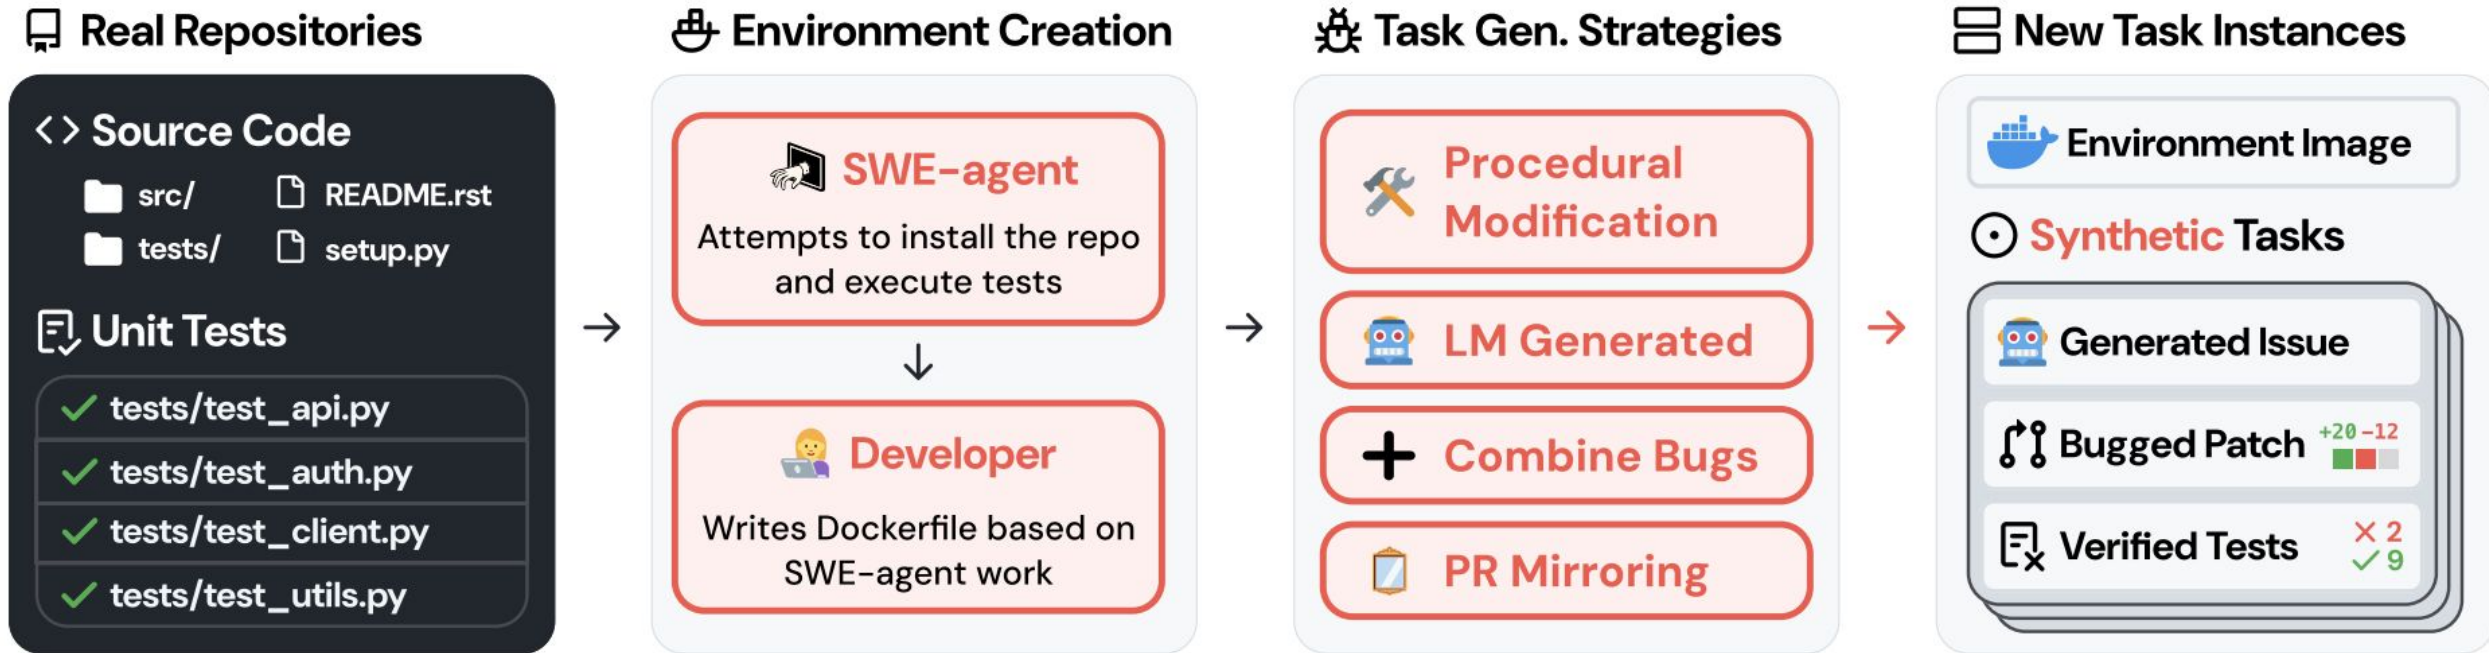 Real Repositories
Source Code
src/
README.rst
tests/
setup.py
Unit Tests
tests/test_api.py
tests/test_auth.py
tests/test_client.py
tests/test_utils.py
Environment Creation
SWE-agent
Attempts to install the repo
and execute tests
Developer
Writes Dockerfile based on
SWE-agent work
Task Gen. Strategies
Procedural
Modification
LM Generated
Combine Bugs
PR Mirroring
New Task Instances
Environment Image
Synthetic Tasks
Generated Issue
Bugged Patch
+20 -12
Verified Tests
2
9